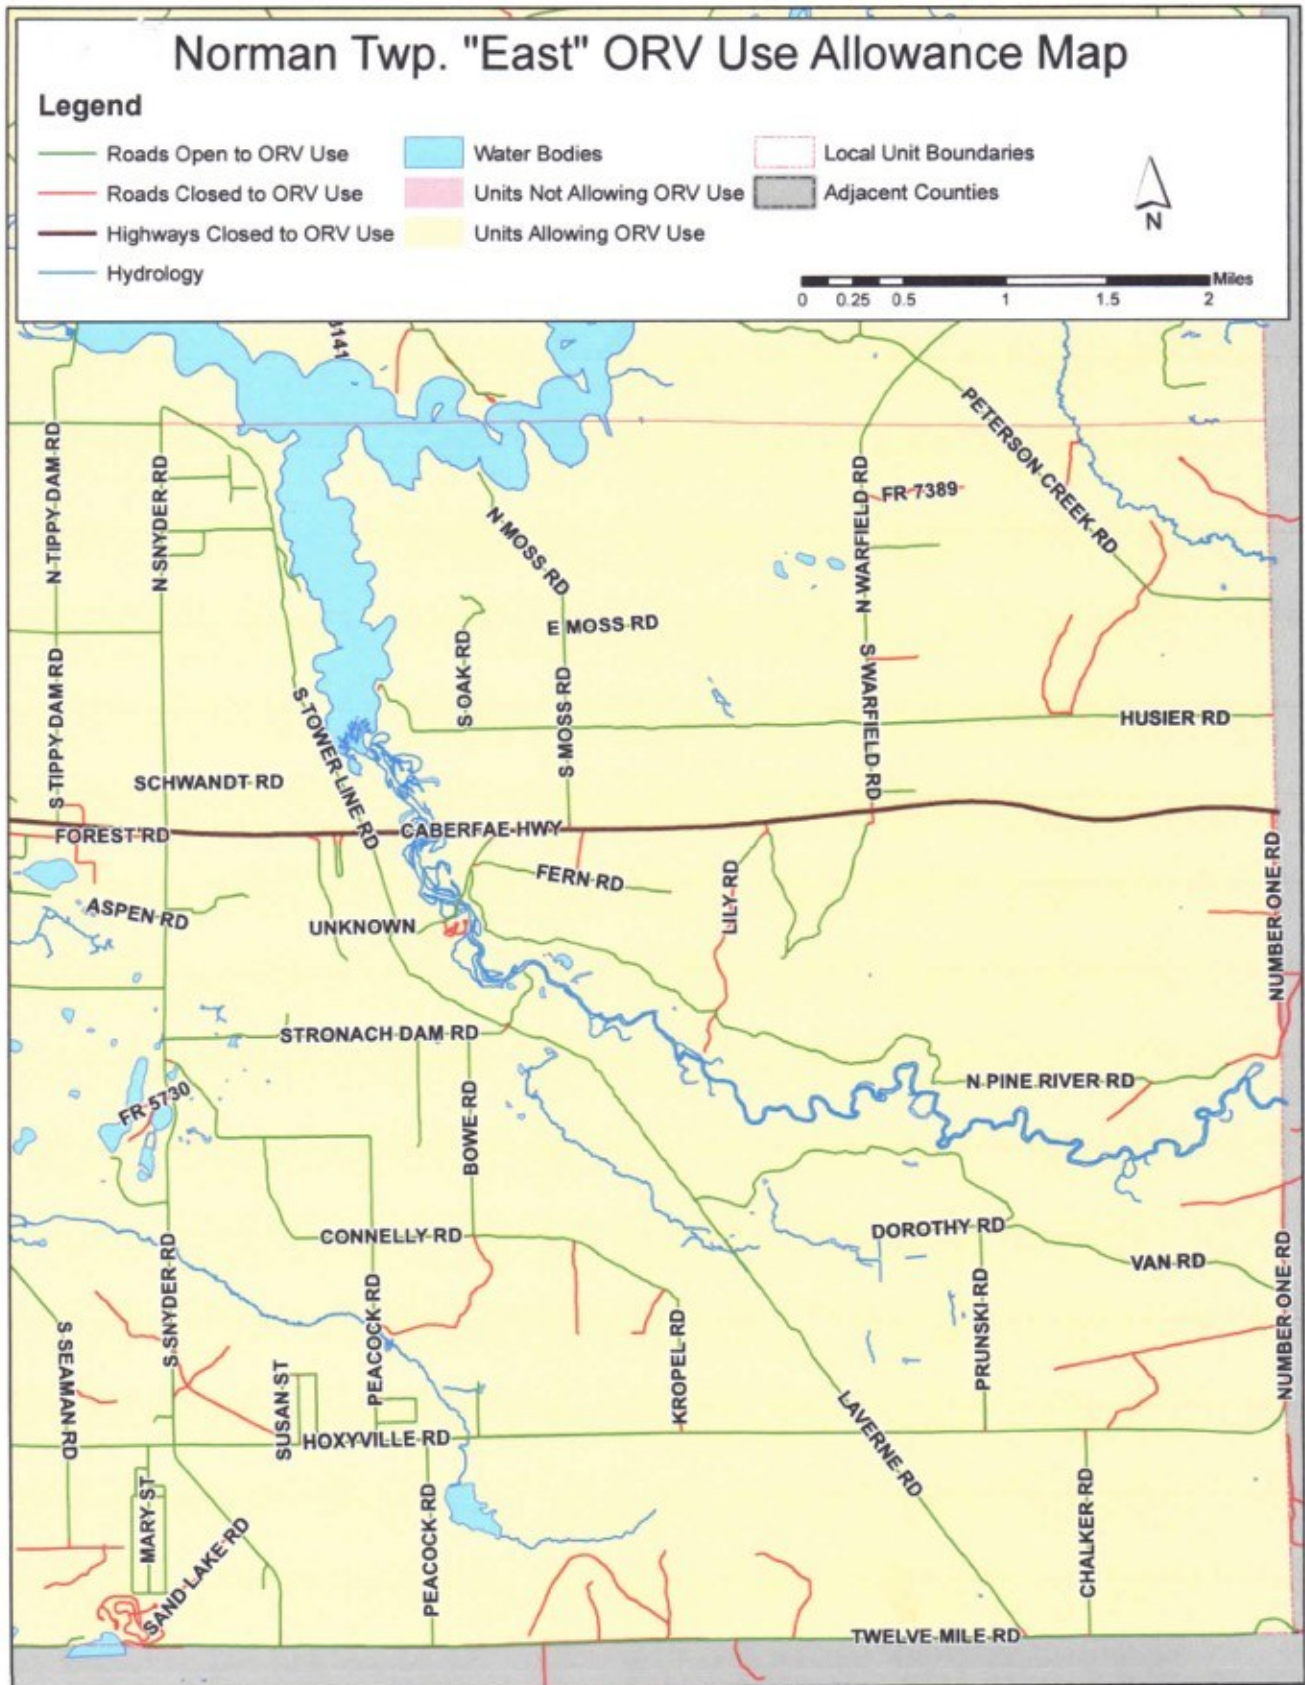 Norman Twp. "East" ORV Use Allowance Map
Legend
Roads Open to ORV Use
Roads Closed to ORV Use
Highways Closed to ORV Use
Hydrology
Water Bodies
Units Not Allowing ORV Use
Units Allowing ORV Use
Local Unit Boundaries
Adjacent Counties
N
Miles
0 0.25 0.5 1 1.5 2
N TIPPY DAM RD
N SNYDER RD
N MOSS RD
N WARFIELD RD
FR 7389
PETERSON CREEK RD
S TIPPY DAM RD
S TOWER LINE RD
S OAK RD
E MOSS RD
S MOSS RD
S WARFIELD RD
HUSIER RD
SCHWANDT RD
FOREST RD
CABERFAE HWY
FERN RD
LILY RD
NUMBER ONE RD
ASPEN RD
UNKNOWN
STRONACH DAM RD
FR 5730
BOWE RD
N PINE RIVER RD
CONNELLY RD
DOROTHY RD
VAN RD
S SNYDER RD
PEACOCK RD
KROPEL RD
PRUNSKI RD
NUMBER ONE RD
S SEAMAN RD
SUSAN ST
HOXYVILLE RD
LAVERNE RD
MARY ST
SAND LAKE RD
PEACOCK RD
CHALKER RD
TWELVE MILE RD